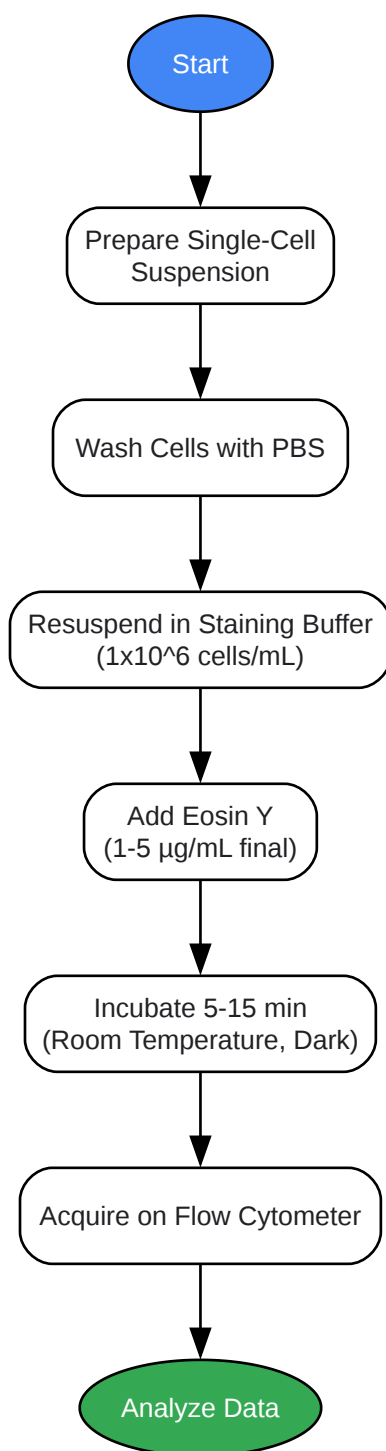 Start
Prepare Single-Cell
Suspension
Wash Cells with PBS
Resuspend in Staining Buffer
(1x10^6 cells/mL)
Add Eosin Y
(1-5 µg/mL final)
Incubate 5-15 min
(Room Temperature, Dark)
Acquire on Flow Cytometer
Analyze Data